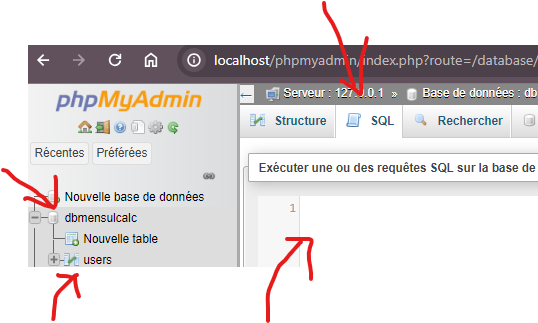 localhost/phpmyadmin/index.php?route=/database/
phpMyAdmin
Serveur : 127.0.0.1 » Base de données : db
Structure
SQL
Rechercher
Récentes
Préférées
Exécuter une ou des requêtes SQL sur la base de
Nouvelle base de données
1
dbmensulcalc
Nouvelle table
users